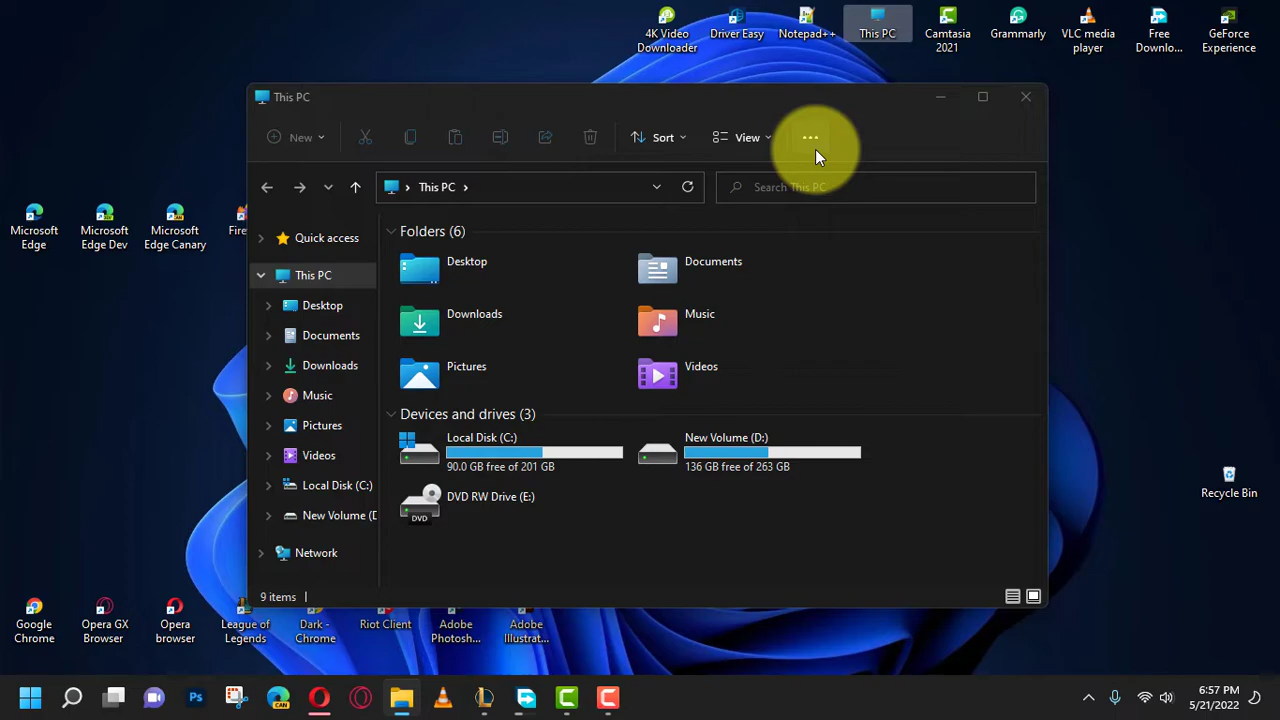 4K Video
Downloader
Driver Easy
Notepad++
This PC
Camtasia
2021
Grammarly
VLC media
player
Free
Downlo...
GeForce
Experience
This PC
New
Sort
View
This PC
Search This PC
Microsoft
Edge
Microsoft
Edge Dev
Microsoft
Edge Canary
Fire
Quick access
This PC
Desktop
Documents
Downloads
Music
Pictures
Videos
Local Disk (C:)
New Volume (D
Network
Folders (6)
Desktop
Documents
Downloads
Music
Pictures
Videos
Devices and drives (3)
Local Disk (C:)
90.0 GB free of 201 GB
New Volume (D:)
136 GB free of 263 GB
DVD RW Drive (E:)
DVD
9 items
Recycle Bin
Google
Chrome
Opera GX
Browser
Opera
browser
League of
Legends
Dark -
Chrome
Riot Client
Adobe
Photosh...
Adobe
Illustrat...
Ps
CAN
6:57 PM
5/21/2022